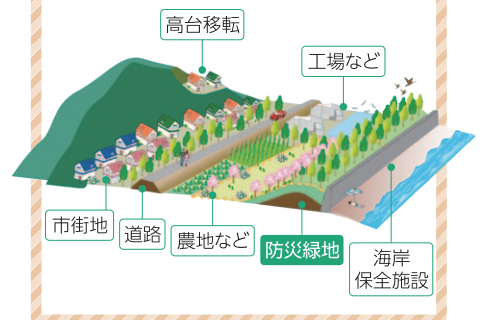 高台移転
工場など
市街地
道路
農地など
防災緑地
海岸
保全施設